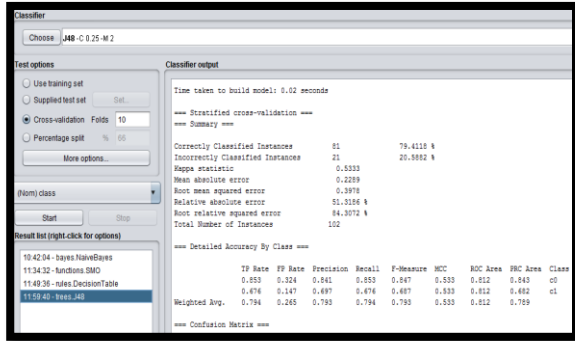 Classifier
Choose J48 -C 0.25 -M 2
Test options
Use training set
Supplied test set Set...
Cross-validation Folds 10
Percentage split % 66
More options...
(Nom) class
Start Stop
Result list (right-click for options)
10:42:04 - bayes.NaiveBayes
11:34:32 - functions.SMO
11:49:36 - rules.DecisionTable
11:59:40 - trees.J48
Classifier output
Time taken to build model: 0.02 seconds
=== Stratified cross-validation ===
=== Summary ===
Correctly Classified Instances 81 79.4118 %
Incorrectly Classified Instances 21 20.5882 %
Kappa statistic 0.5333
Mean absolute error 0.2289
Root mean squared error 0.3978
Relative absolute error 51.3186 %
Root relative squared error 84.3072 %
Total Number of Instances 102
=== Detailed Accuracy By Class ===
TP Rate FP Rate Precision Recall F-Measure MCC ROC Area PRC Area Class
0.853 0.324 0.841 0.853 0.847 0.533 0.812 0.843 c0
0.676 0.147 0.697 0.676 0.687 0.533 0.812 0.682 c1
Weighted Avg. 0.794 0.265 0.793 0.794 0.793 0.533 0.812 0.789
=== Confusion Matrix ===